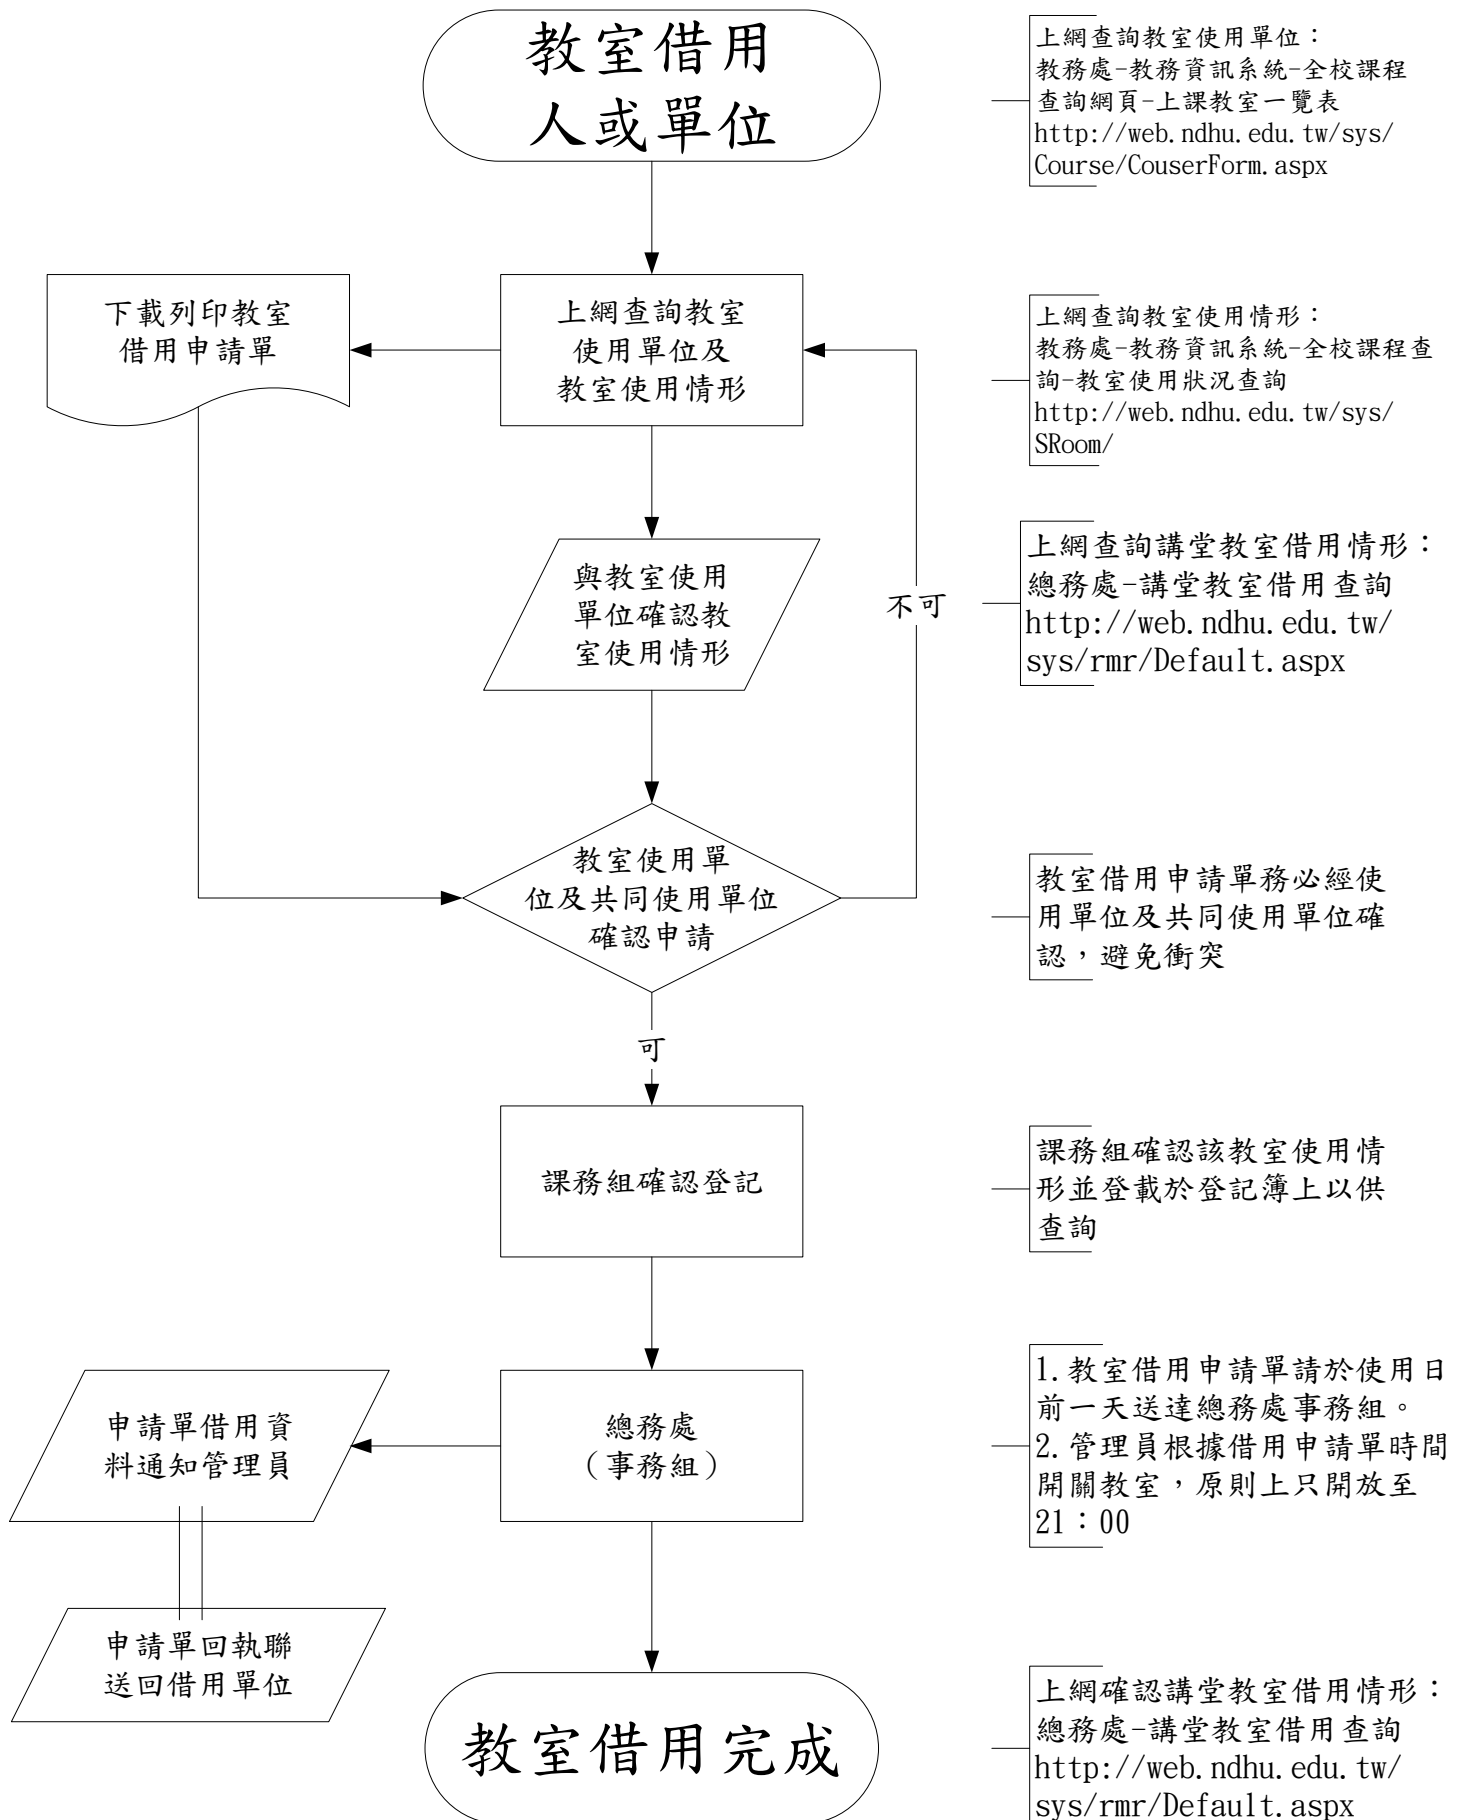 教室借用
人或單位
上網查詢教室使用單位：
教務處-教務資訊系統-全校課程
查詢網頁-上課教室一覽表
http://web.ndhu.edu.tw/sys/
Course/CouserForm.aspx
下載列印教室
借用申請單
上網查詢教室
使用單位及
教室使用情形
上網查詢教室使用情形：
教務處-教務資訊系統-全校課程查
詢-教室使用狀況查詢
http://web.ndhu.edu.tw/sys/
SRoom/
與教室使用
單位確認教
室使用情形
不可
上網查詢講堂教室借用情形：
總務處-講堂教室借用查詢
http://web.ndhu.edu.tw/
sys/rmr/Default.aspx
教室使用單
位及共同使用單位
確認申請
教室借用申請單務必經使
用單位及共同使用單位確
認，避免衝突
可
課務組確認登記
課務組確認該教室使用情
形並登載於登記簿上以供
查詢
申請單借用資
料通知管理員
總務處
（事務組）
1.教室借用申請單請於使用日
前一天送達總務處事務組。
2.管理員根據借用申請單時間
開關教室，原則上只開放至
21：00
申請單回執聯
送回借用單位
教室借用完成
上網確認講堂教室借用情形：
總務處-講堂教室借用查詢
http://web.ndhu.edu.tw/
sys/rmr/Default.aspx